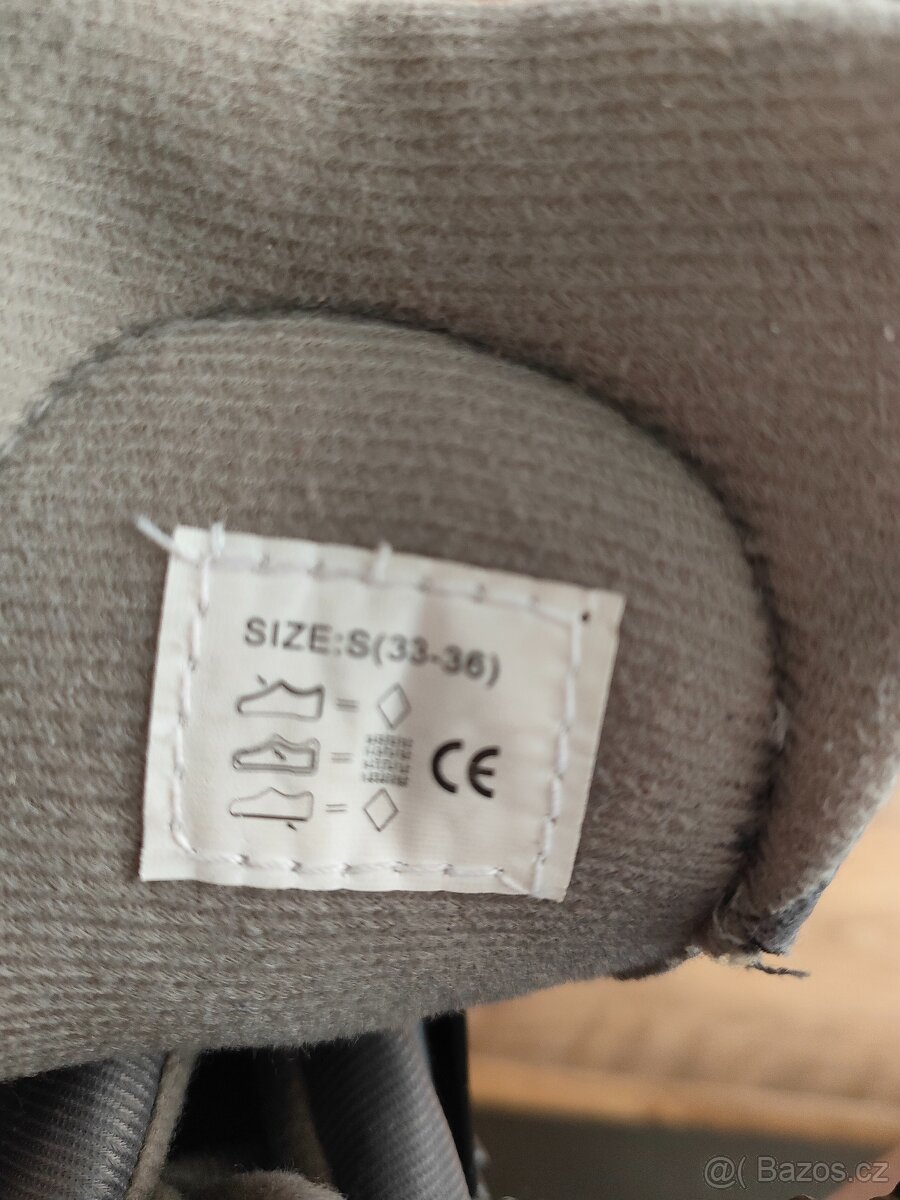 SIZE:S(33-36)
=
=
CE
=
@( Bazos.cz